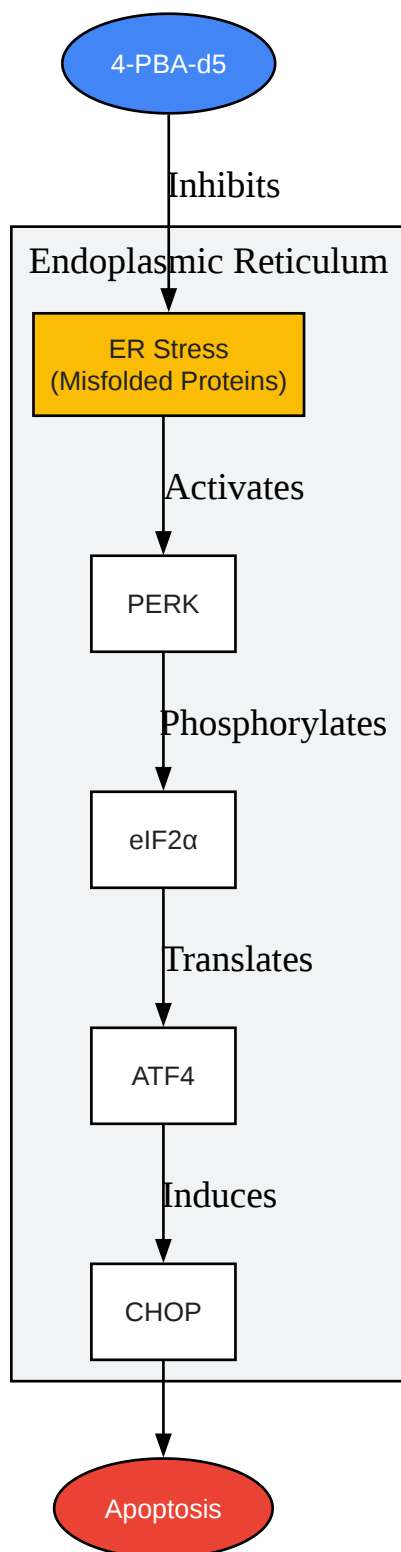 4-PBA-d5
Inhibits
Endoplasmic Reticulum
ER Stress
(Misfolded Proteins)
Activates
PERK
Phosphorylates
eIF2α
Translates
ATF4
Induces
CHOP
Apoptosis